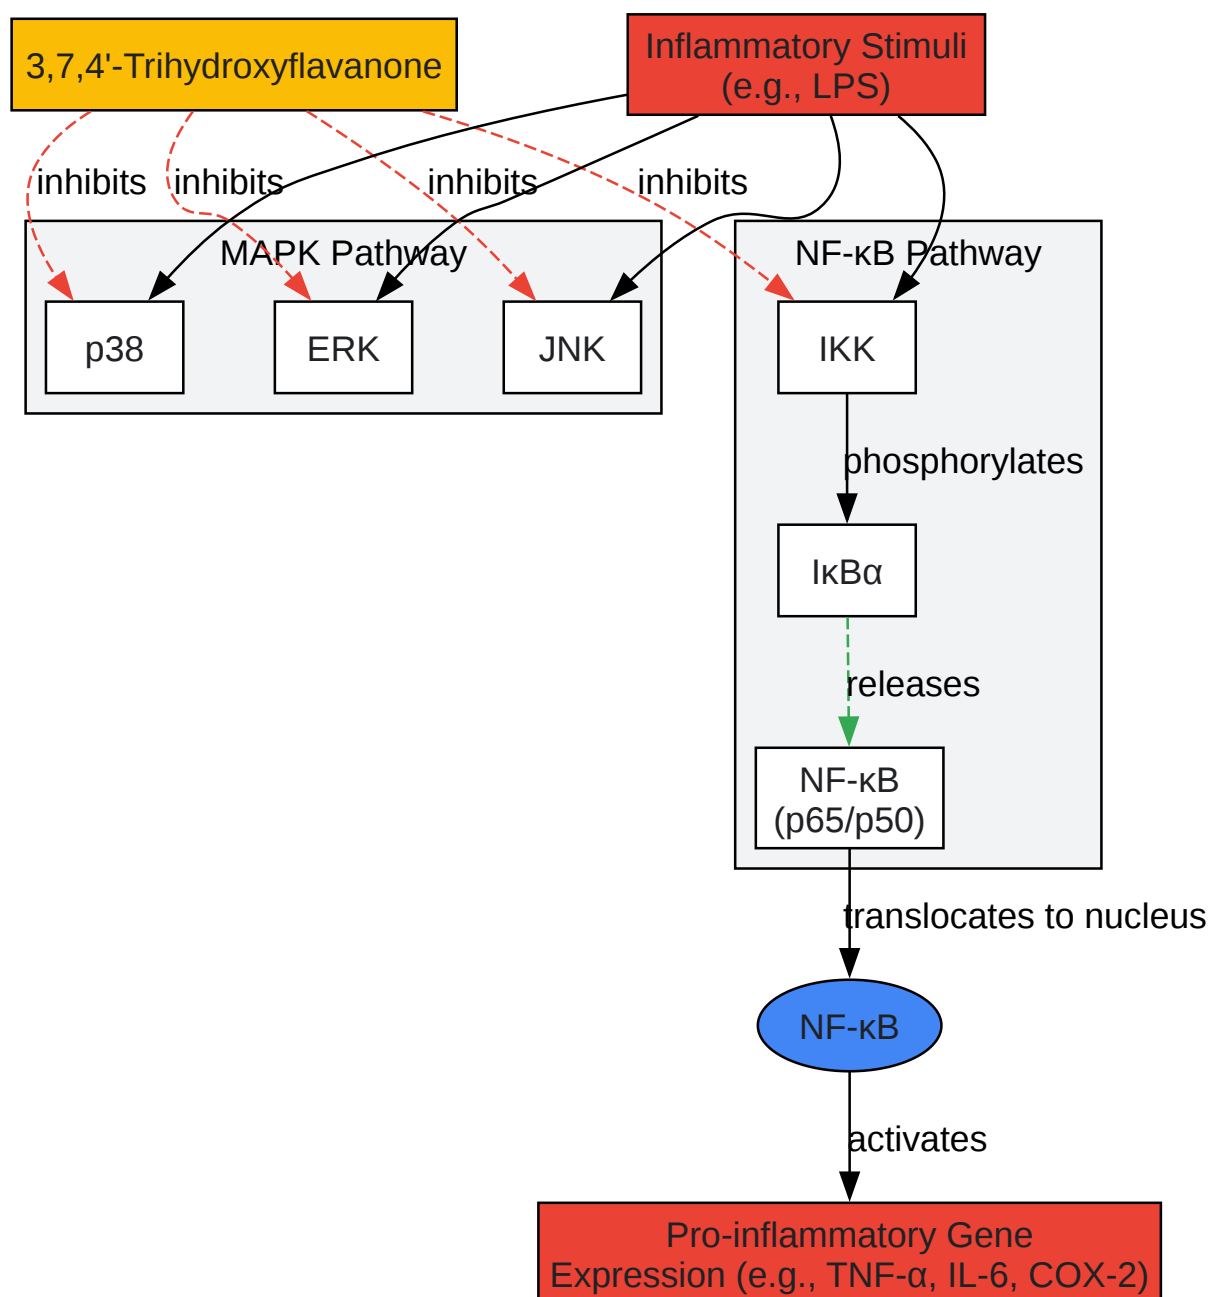 3,7,4'-Trihydroxyflavanone
Inflammatory Stimuli
(e.g., LPS)
inhibits
inhibits
inhibits
inhibits
MAPK Pathway
NF-κB Pathway
p38
ERK
JNK
IKK
phosphorylates
IκBα
releases
NF-κB
(p65/p50)
translocates to nucleus
NF-κB
activates
Pro-inflammatory Gene
Expression (e.g., TNF-α, IL-6, COX-2)